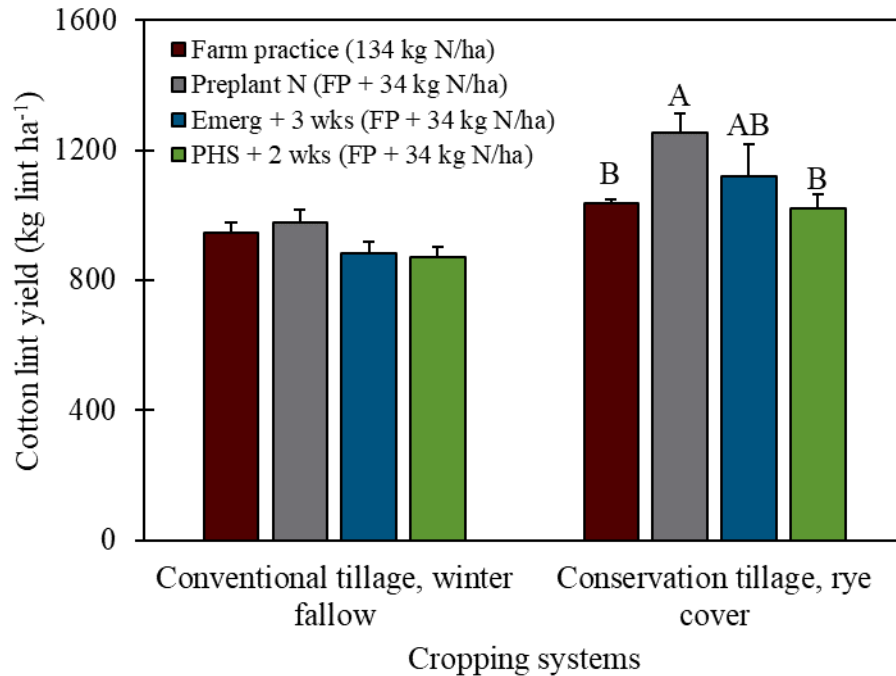 1600
1200
800
400
0
Cotton lint yield (kg lint ha⁻¹)
Farm practice (134 kg N/ha)
Preplant N (FP + 34 kg N/ha)
Emerg + 3 wks (FP + 34 kg N/ha)
PHS + 2 wks (FP + 34 kg N/ha)
B
A
AB
B
Conventional tillage, winter
fallow
Conservation tillage, rye
cover
Cropping systems